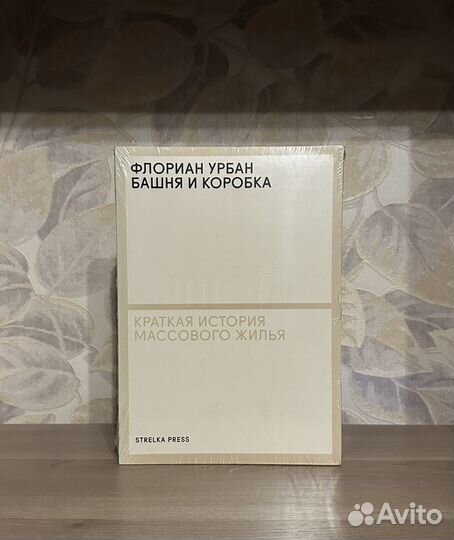 ФЛОРИАН УРБАН
БАШНЯ И КОРОБКА
КРАТКАЯ ИСТОРИЯ
МАССОВОГО ЖИЛЬЯ
STRELKA PRESS
Avito